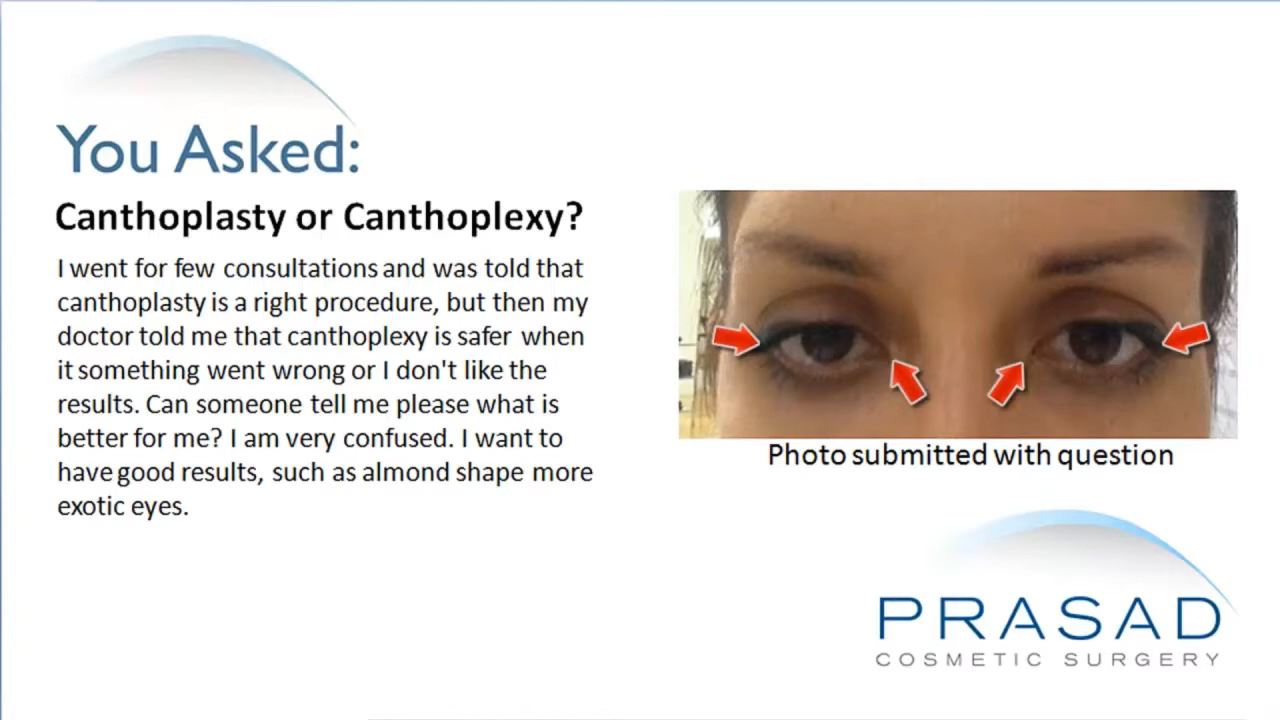 You Asked:
Canthoplasty or Canthoplexy?
I went for few consultations and was told that
canthoplasty is a right procedure, but then my
doctor told me that canthoplexy is safer when
it something went wrong or I don't like the
results. Can someone tell me please what is
better for me? I am very confused. I want to
have good results, such as almond shape more
exotic eyes.
Photo submitted with question
PRASAD
COSMETIC SURGERY